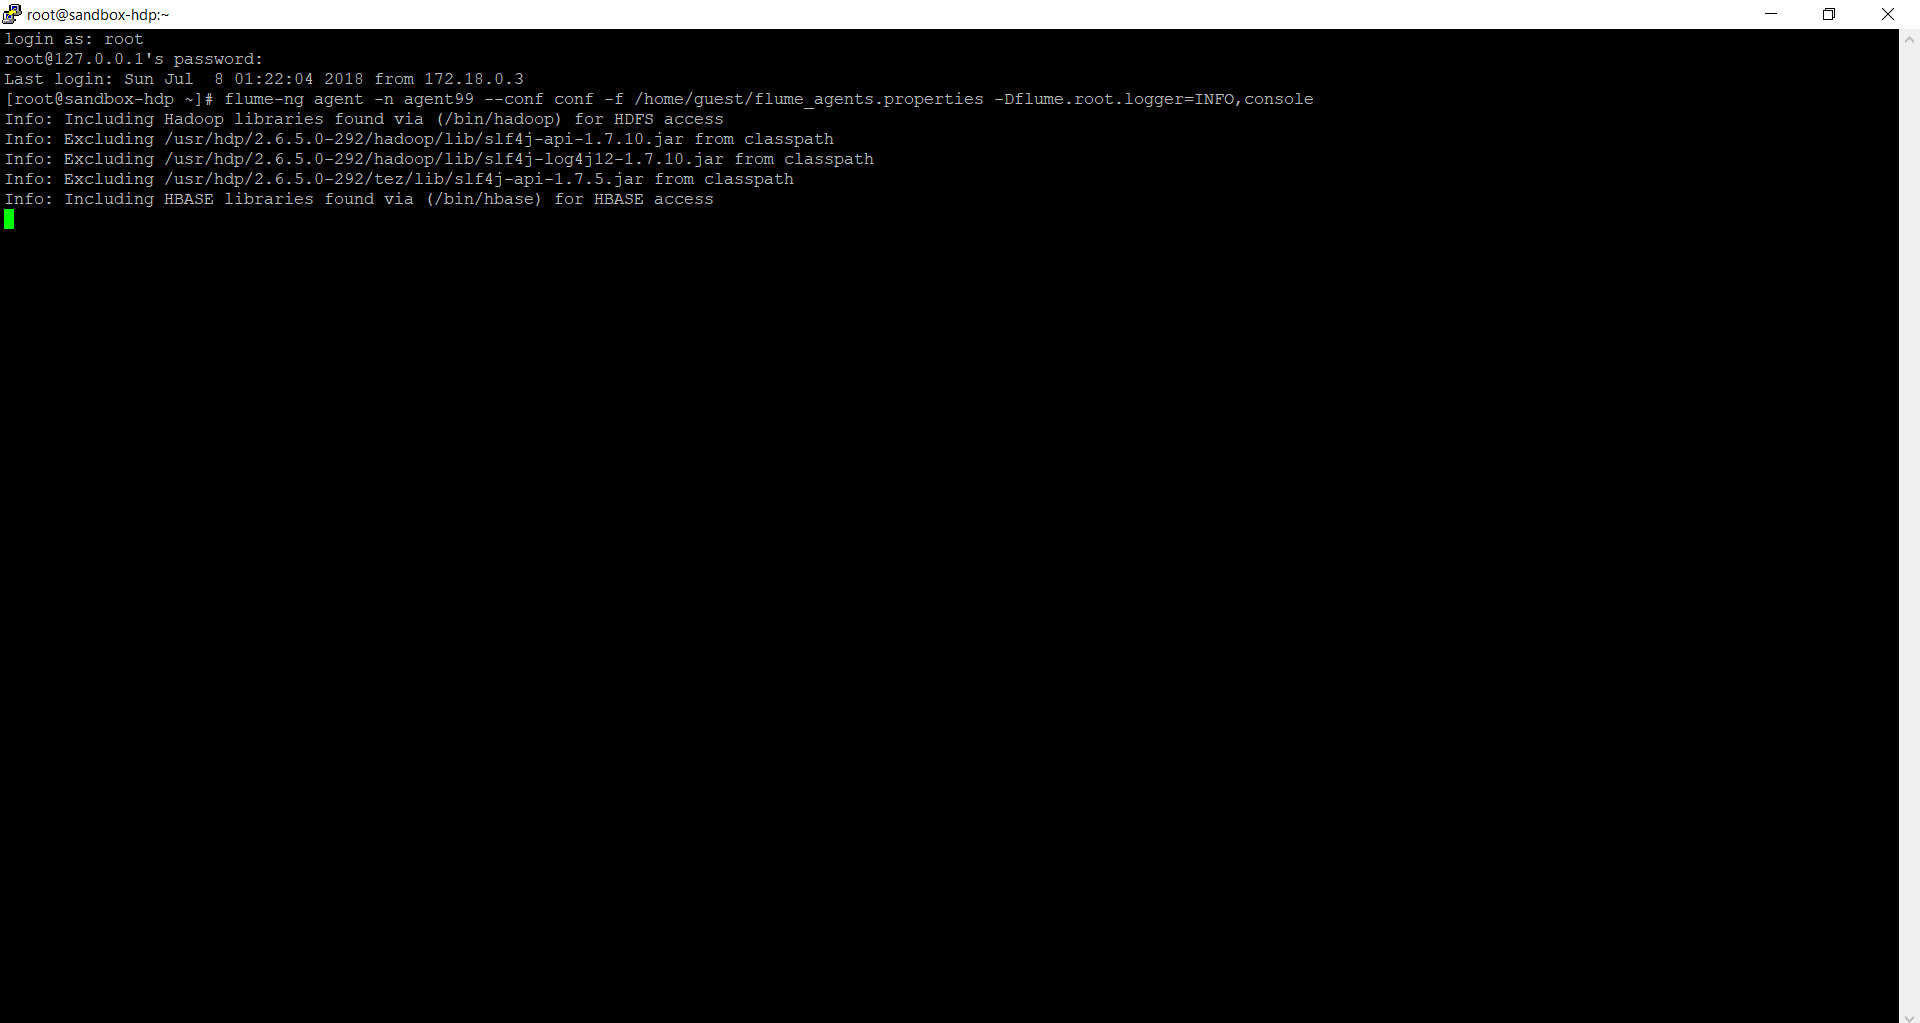 root@sandbox-hdp:~
login as: root
root@127.0.0.1's password:
Last login: Sun Jul  8 01:22:04 2018 from 172.18.0.3
[root@sandbox-hdp ~]# flume-ng agent -n agent99 --conf conf -f /home/guest/flume_agents.properties -Dflume.root.logger=INFO,console
Info: Including Hadoop libraries found via (/bin/hadoop) for HDFS access
Info: Excluding /usr/hdp/2.6.5.0-292/hadoop/lib/slf4j-api-1.7.10.jar from classpath
Info: Excluding /usr/hdp/2.6.5.0-292/hadoop/lib/slf4j-log4j12-1.7.10.jar from classpath
Info: Excluding /usr/hdp/2.6.5.0-292/tez/lib/slf4j-api-1.7.5.jar from classpath
Info: Including HBASE libraries found via (/bin/hbase) for HBASE access